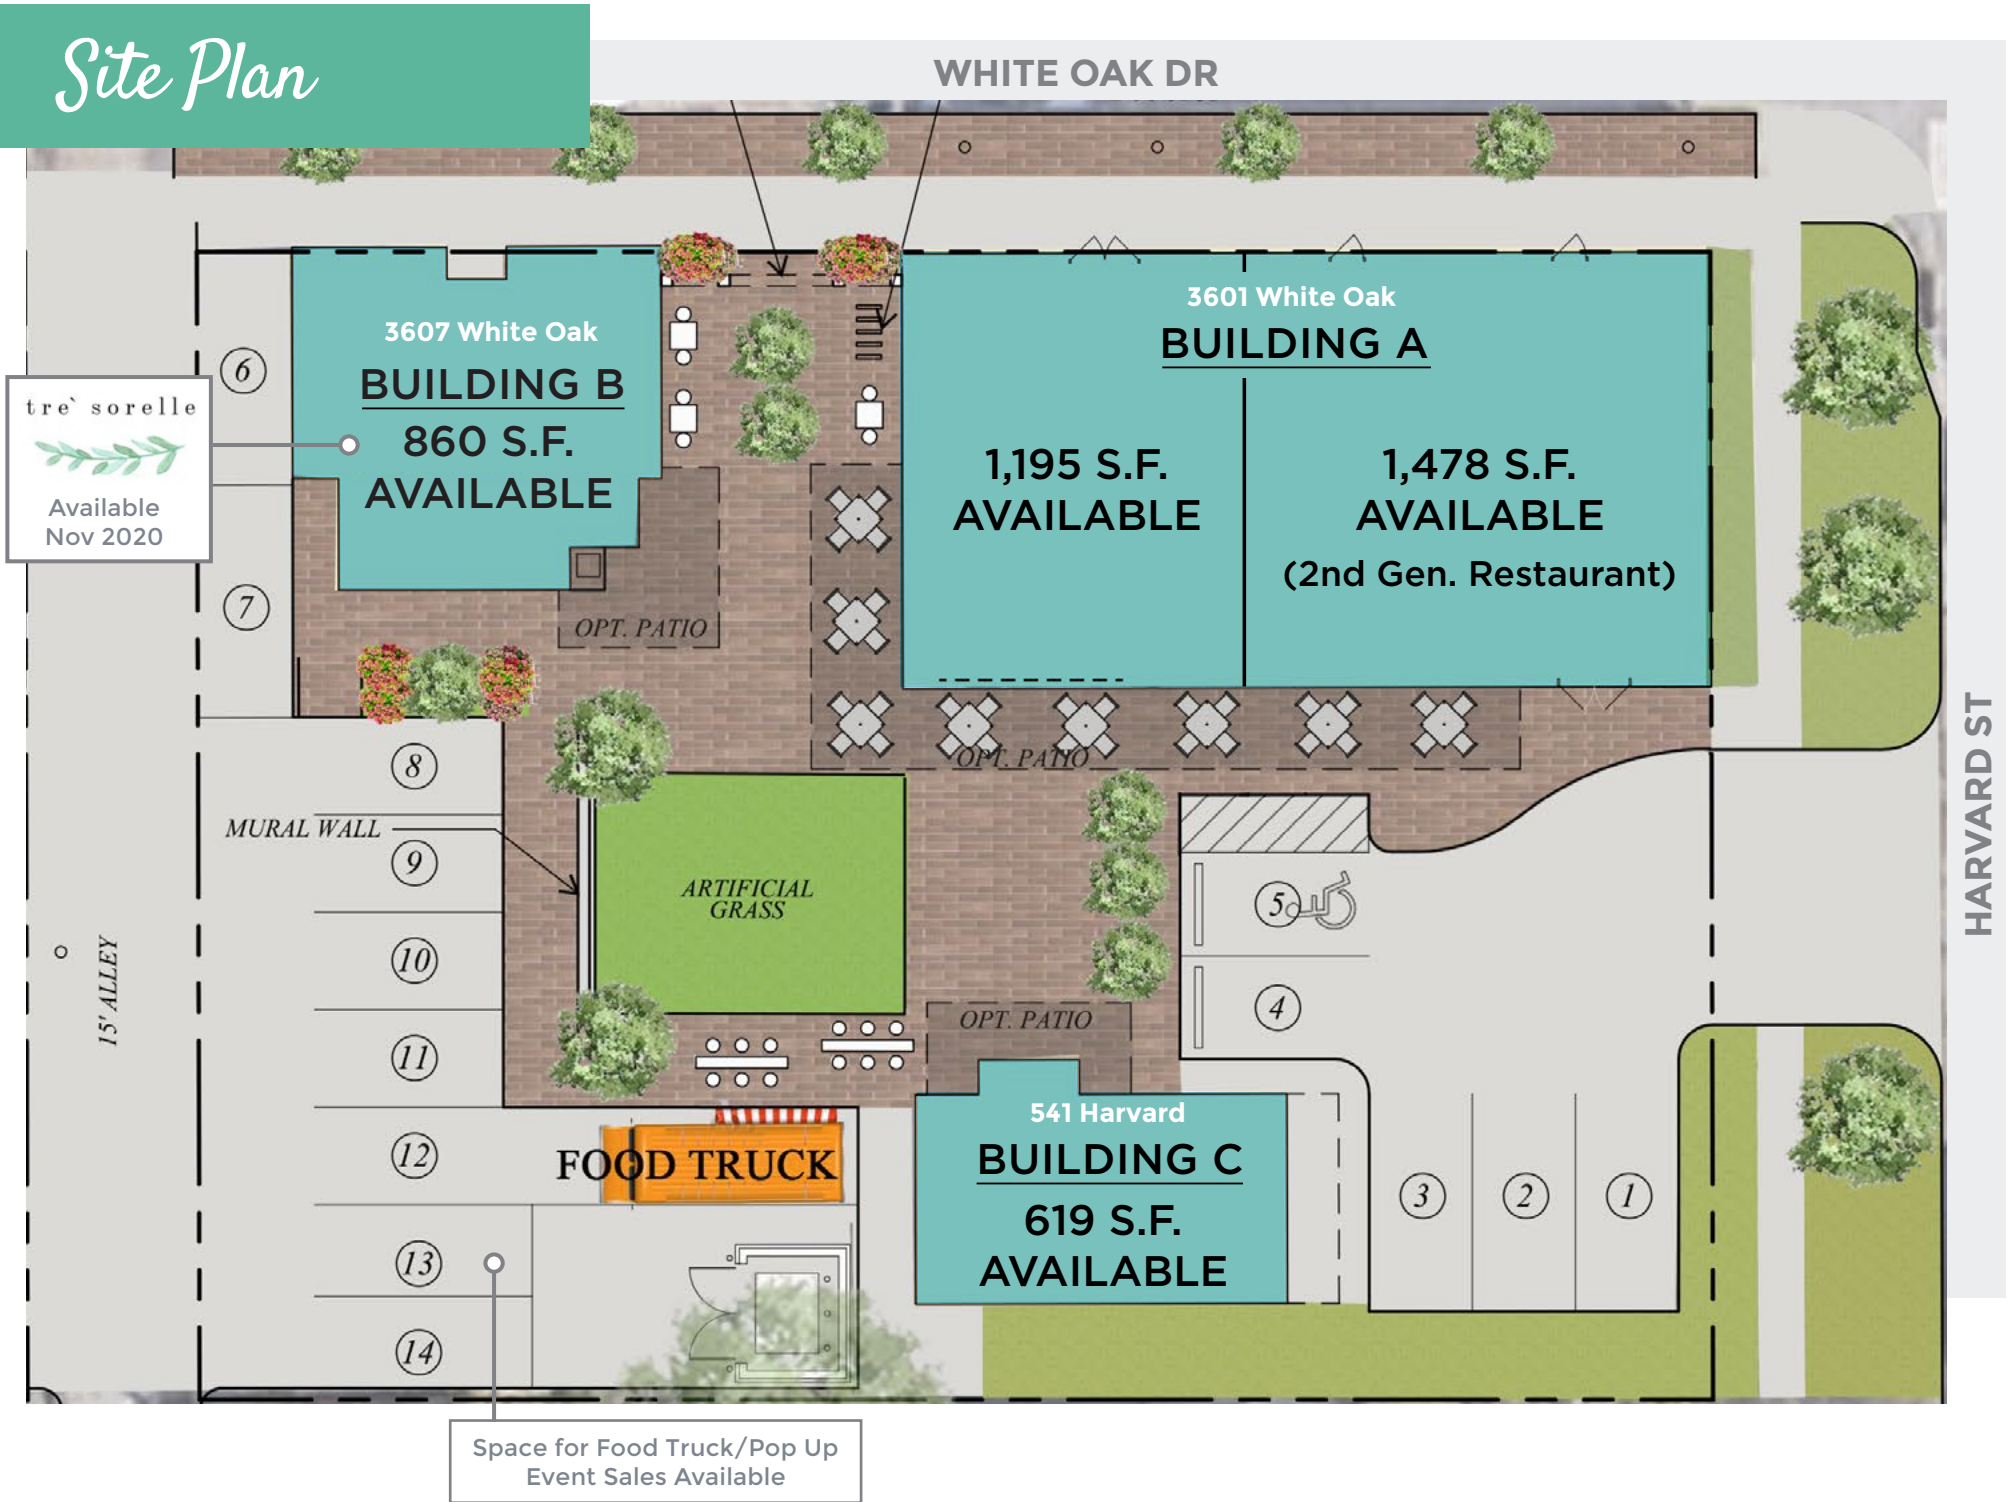 Site Plan
WHITE OAK DR
3607 White Oak
BUILDING B
860 S.F.
AVAILABLE
3601 White Oak
BUILDING A
1,195 S.F.
AVAILABLE
1,478 S.F.
AVAILABLE
(2nd Gen. Restaurant)
6
tre` sorelle
Available
Nov 2020
7
OPT. PATIO
OPT. PATIO
HARVARD ST
8
MURAL WALL
9
ARTIFICIAL
GRASS
5
10
15' ALLEY
4
OPT. PATIO
11
541 Harvard
BUILDING C
619 S.F.
AVAILABLE
12
FOOD TRUCK
3
2
1
13
14
Space for Food Truck/Pop Up
Event Sales Available